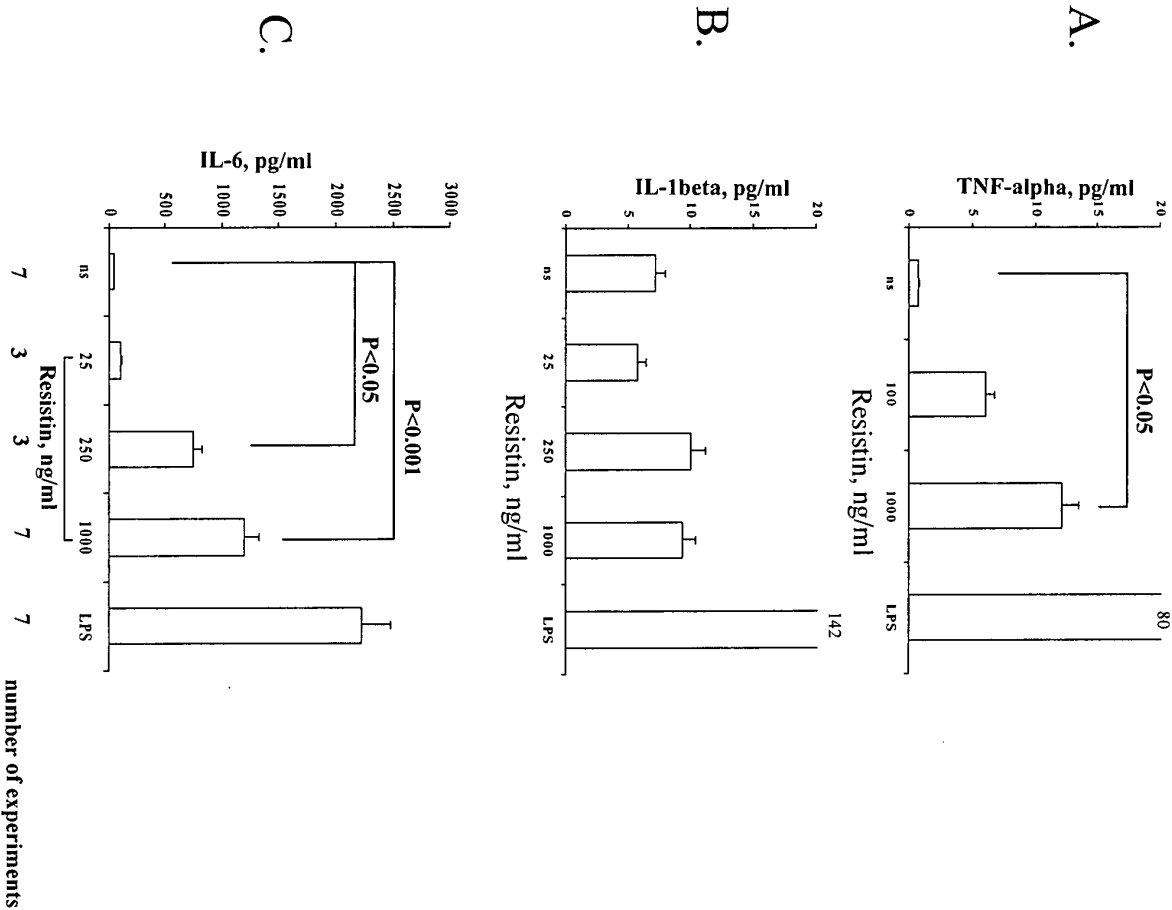 A.
TNF-alpha, pg/ml
20
15
10
5
0
P<0.05
80
ns 100 1000 LPS
Resistin, ng/ml
B.
IL-1beta, pg/ml
20
15
10
5
0
142
ns 25 250 1000 LPS
Resistin, ng/ml
C.
IL-6, pg/ml
3000
2500
2000
1500
1000
500
0
P<0.001
P<0.05
ns 25 250 1000 LPS
Resistin, ng/ml
7 3 3 7 7 number of experiments